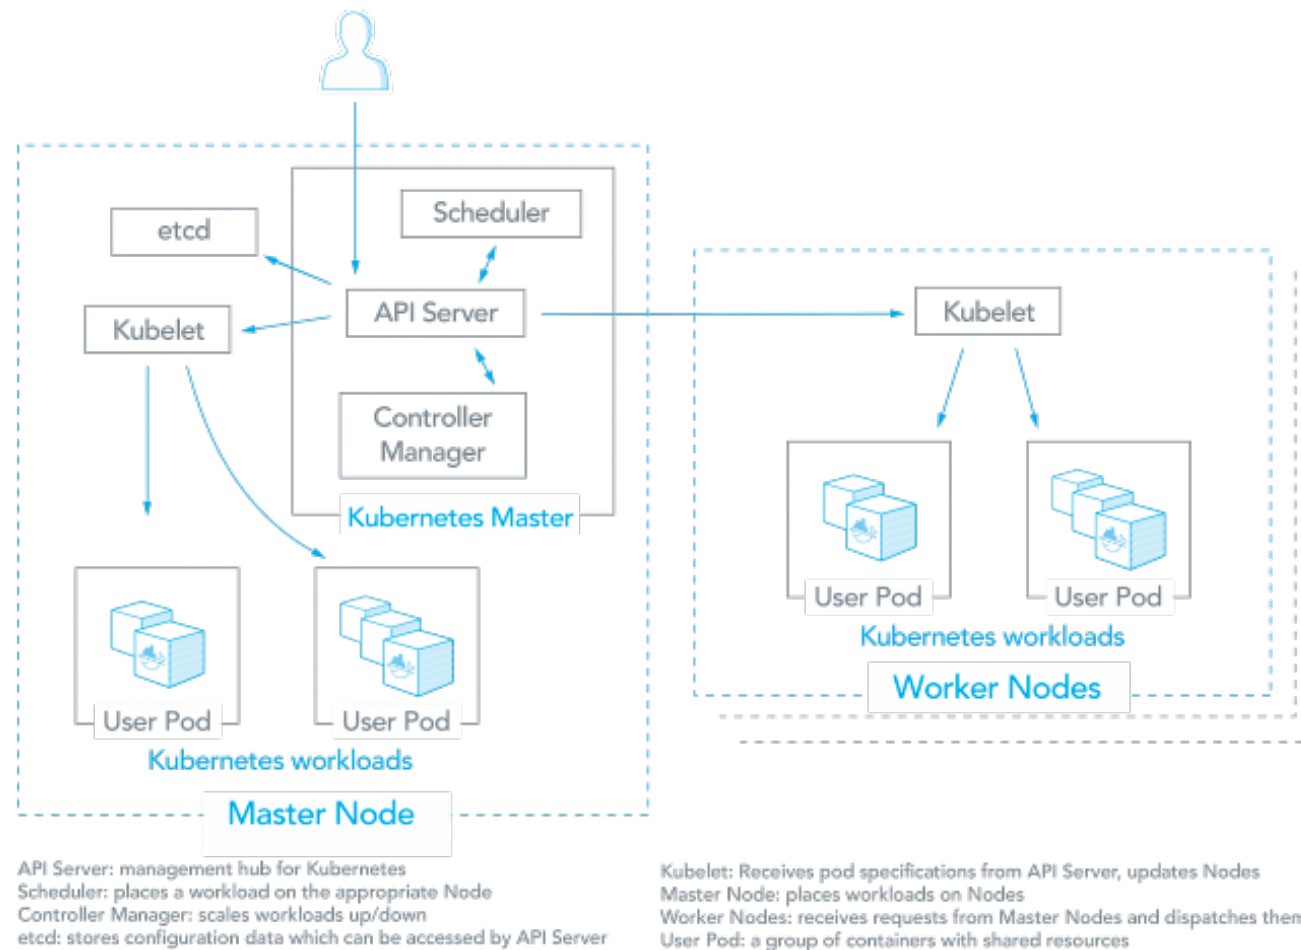 Scheduler
etcd
API Server
Kubelet
Controller
Manager
Kubernetes Master
User Pod
User Pod
Kubernetes workloads
Master Node
Kubelet
User Pod
User Pod
Kubernetes workloads
Worker Nodes
API Server: management hub for Kubernetes
Scheduler: places a workload on the appropriate Node
Controller Manager: scales workloads up/down
etcd: stores configuration data which can be accessed by API Server
Kubelet: Receives pod specifications from API Server, updates Nodes
Master Node: places workloads on Nodes
Worker Nodes: receives requests from Master Nodes and dispatches them
User Pod: a group of containers with shared resources